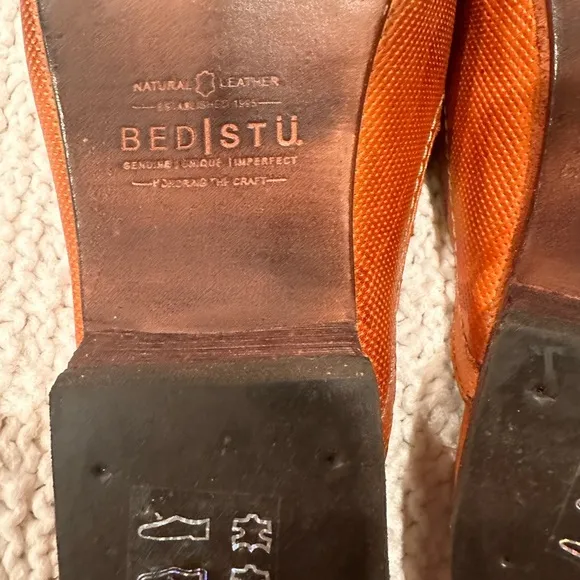 NATURAL LEATHER
ESTABLISHED 1995
BED|STÜ.
GENUINE | UNIQUE | IMPERFECT
HONORING THE CRAFT